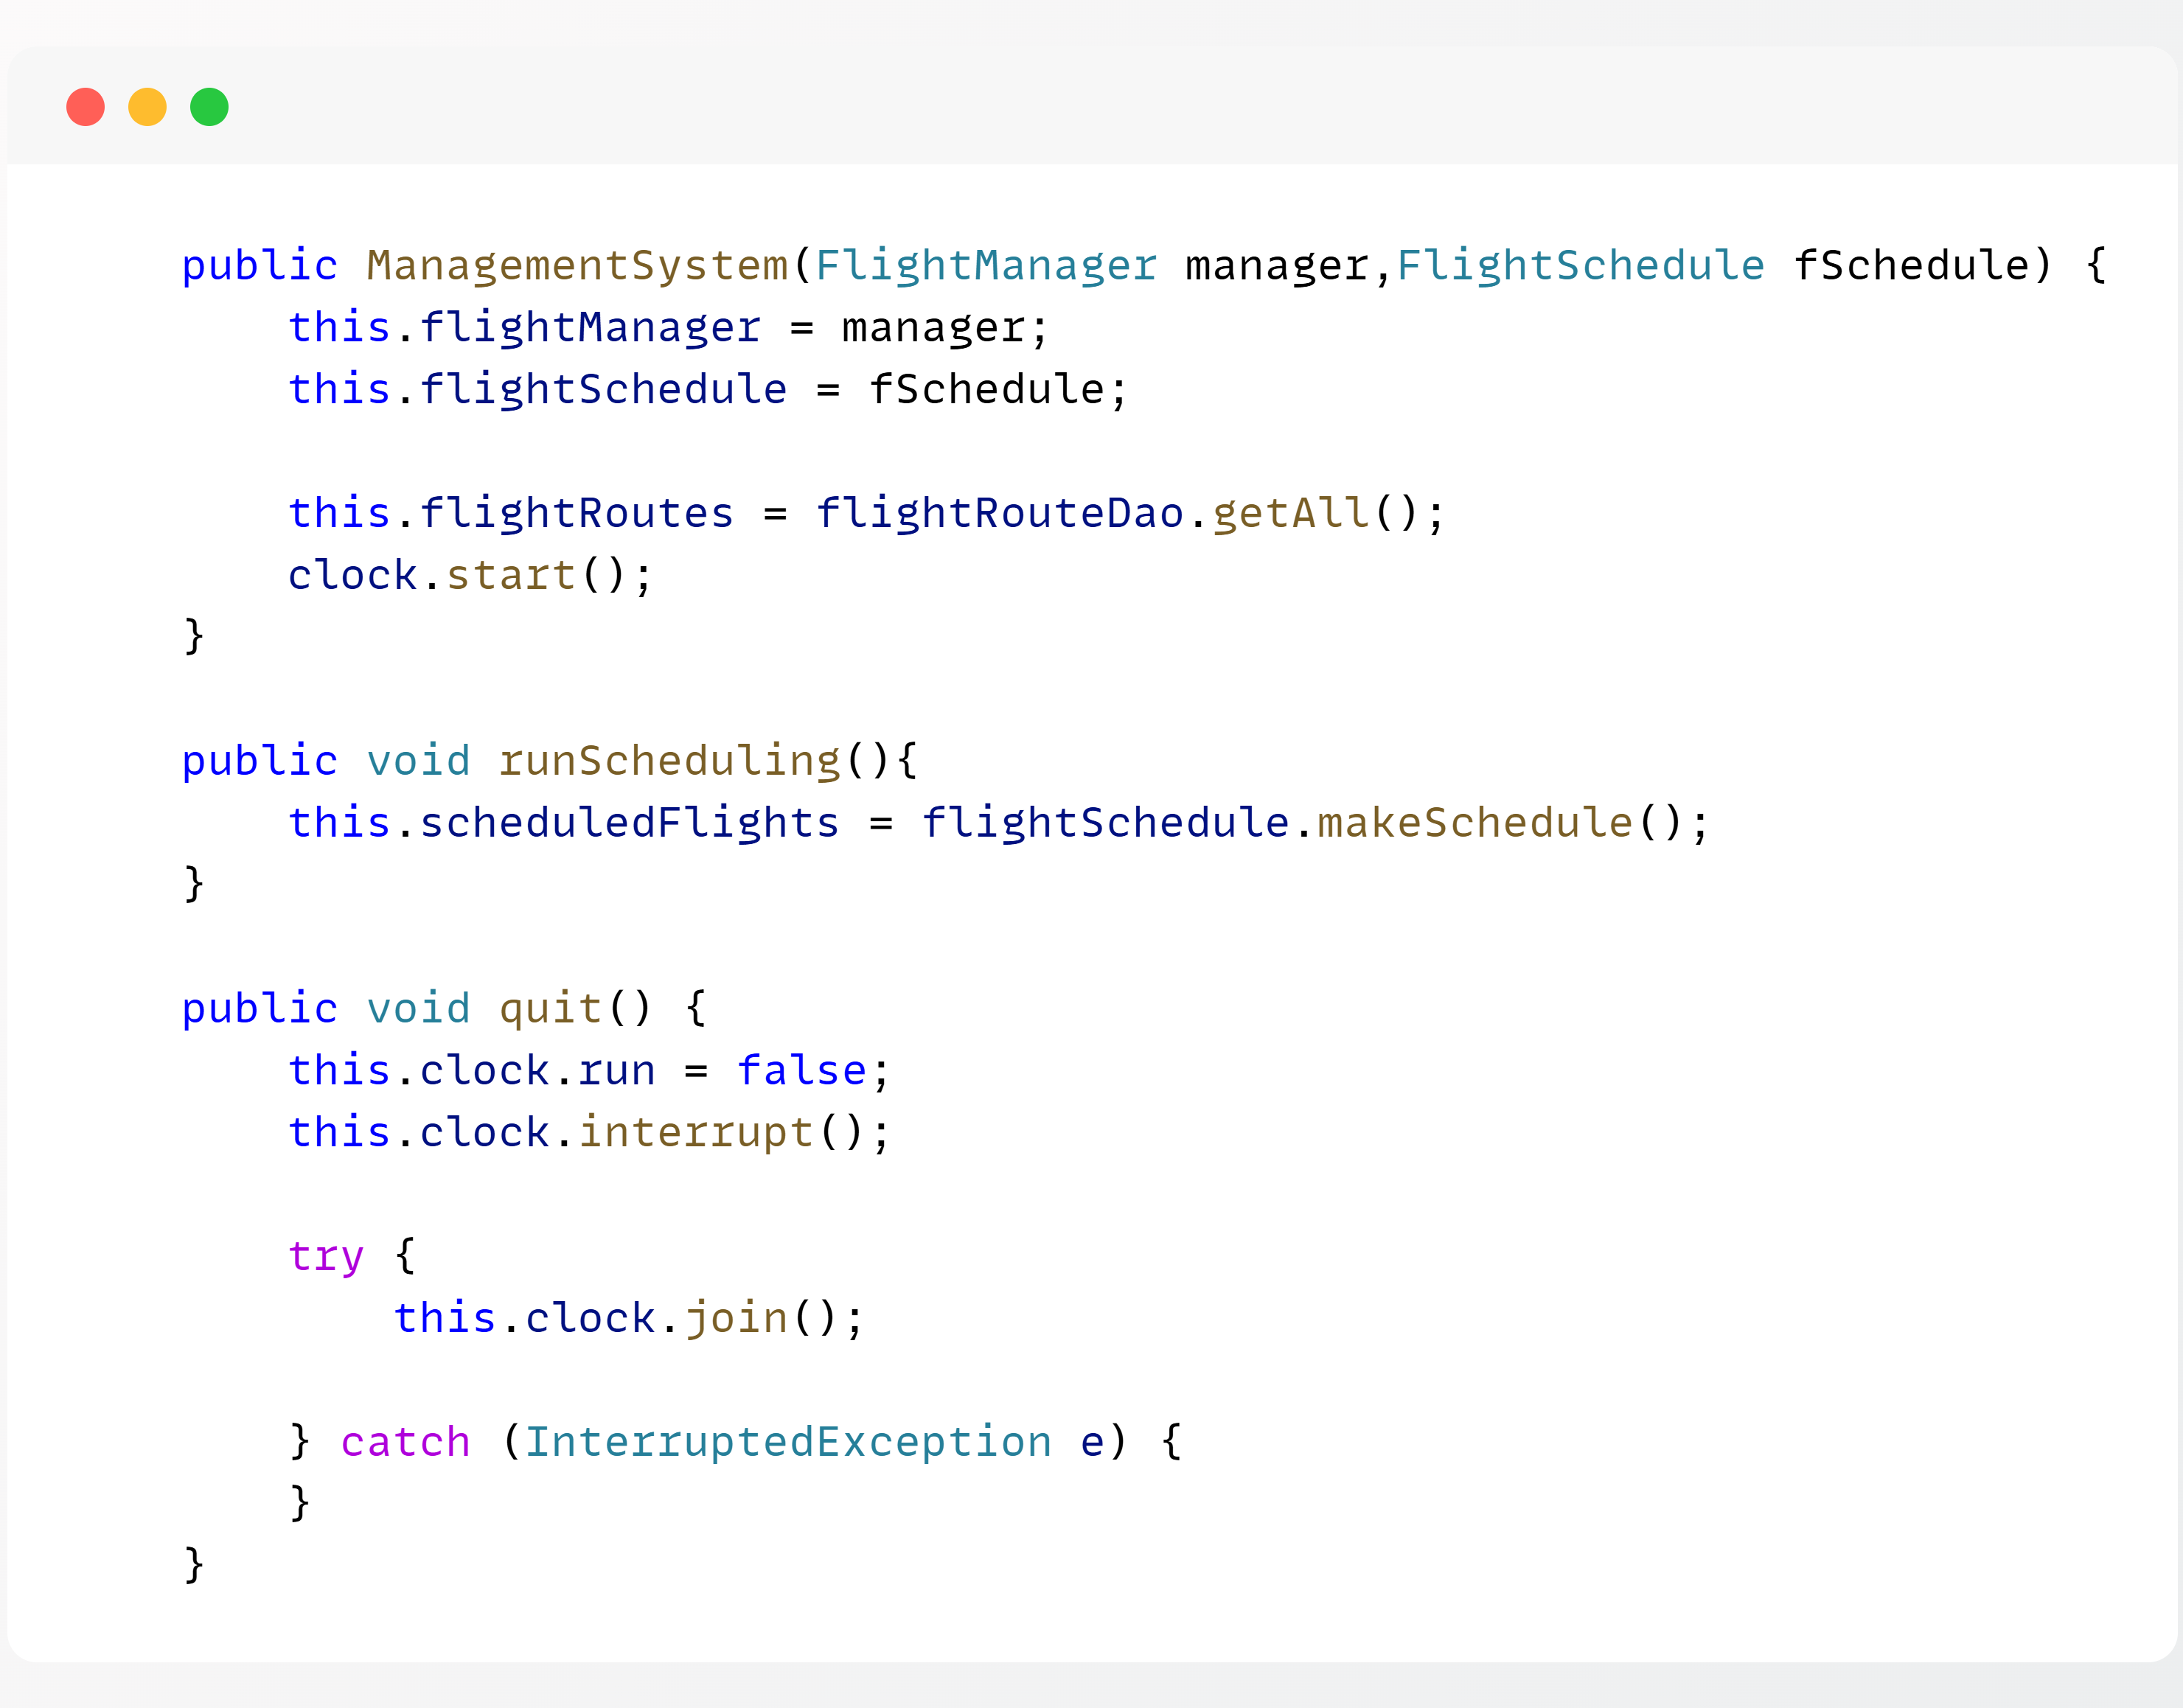 public ManagementSystem(FlightManager manager,FlightSchedule fSchedule) {
    this.flightManager = manager;
    this.flightSchedule = fSchedule;

    this.flightRoutes = flightRouteDao.getAll();
    clock.start();
}

public void runScheduling(){
    this.scheduledFlights = flightSchedule.makeSchedule();
}

public void quit() {
    this.clock.run = false;
    this.clock.interrupt();

    try {
        this.clock.join();

    } catch (InterruptedException e) {
    }
}